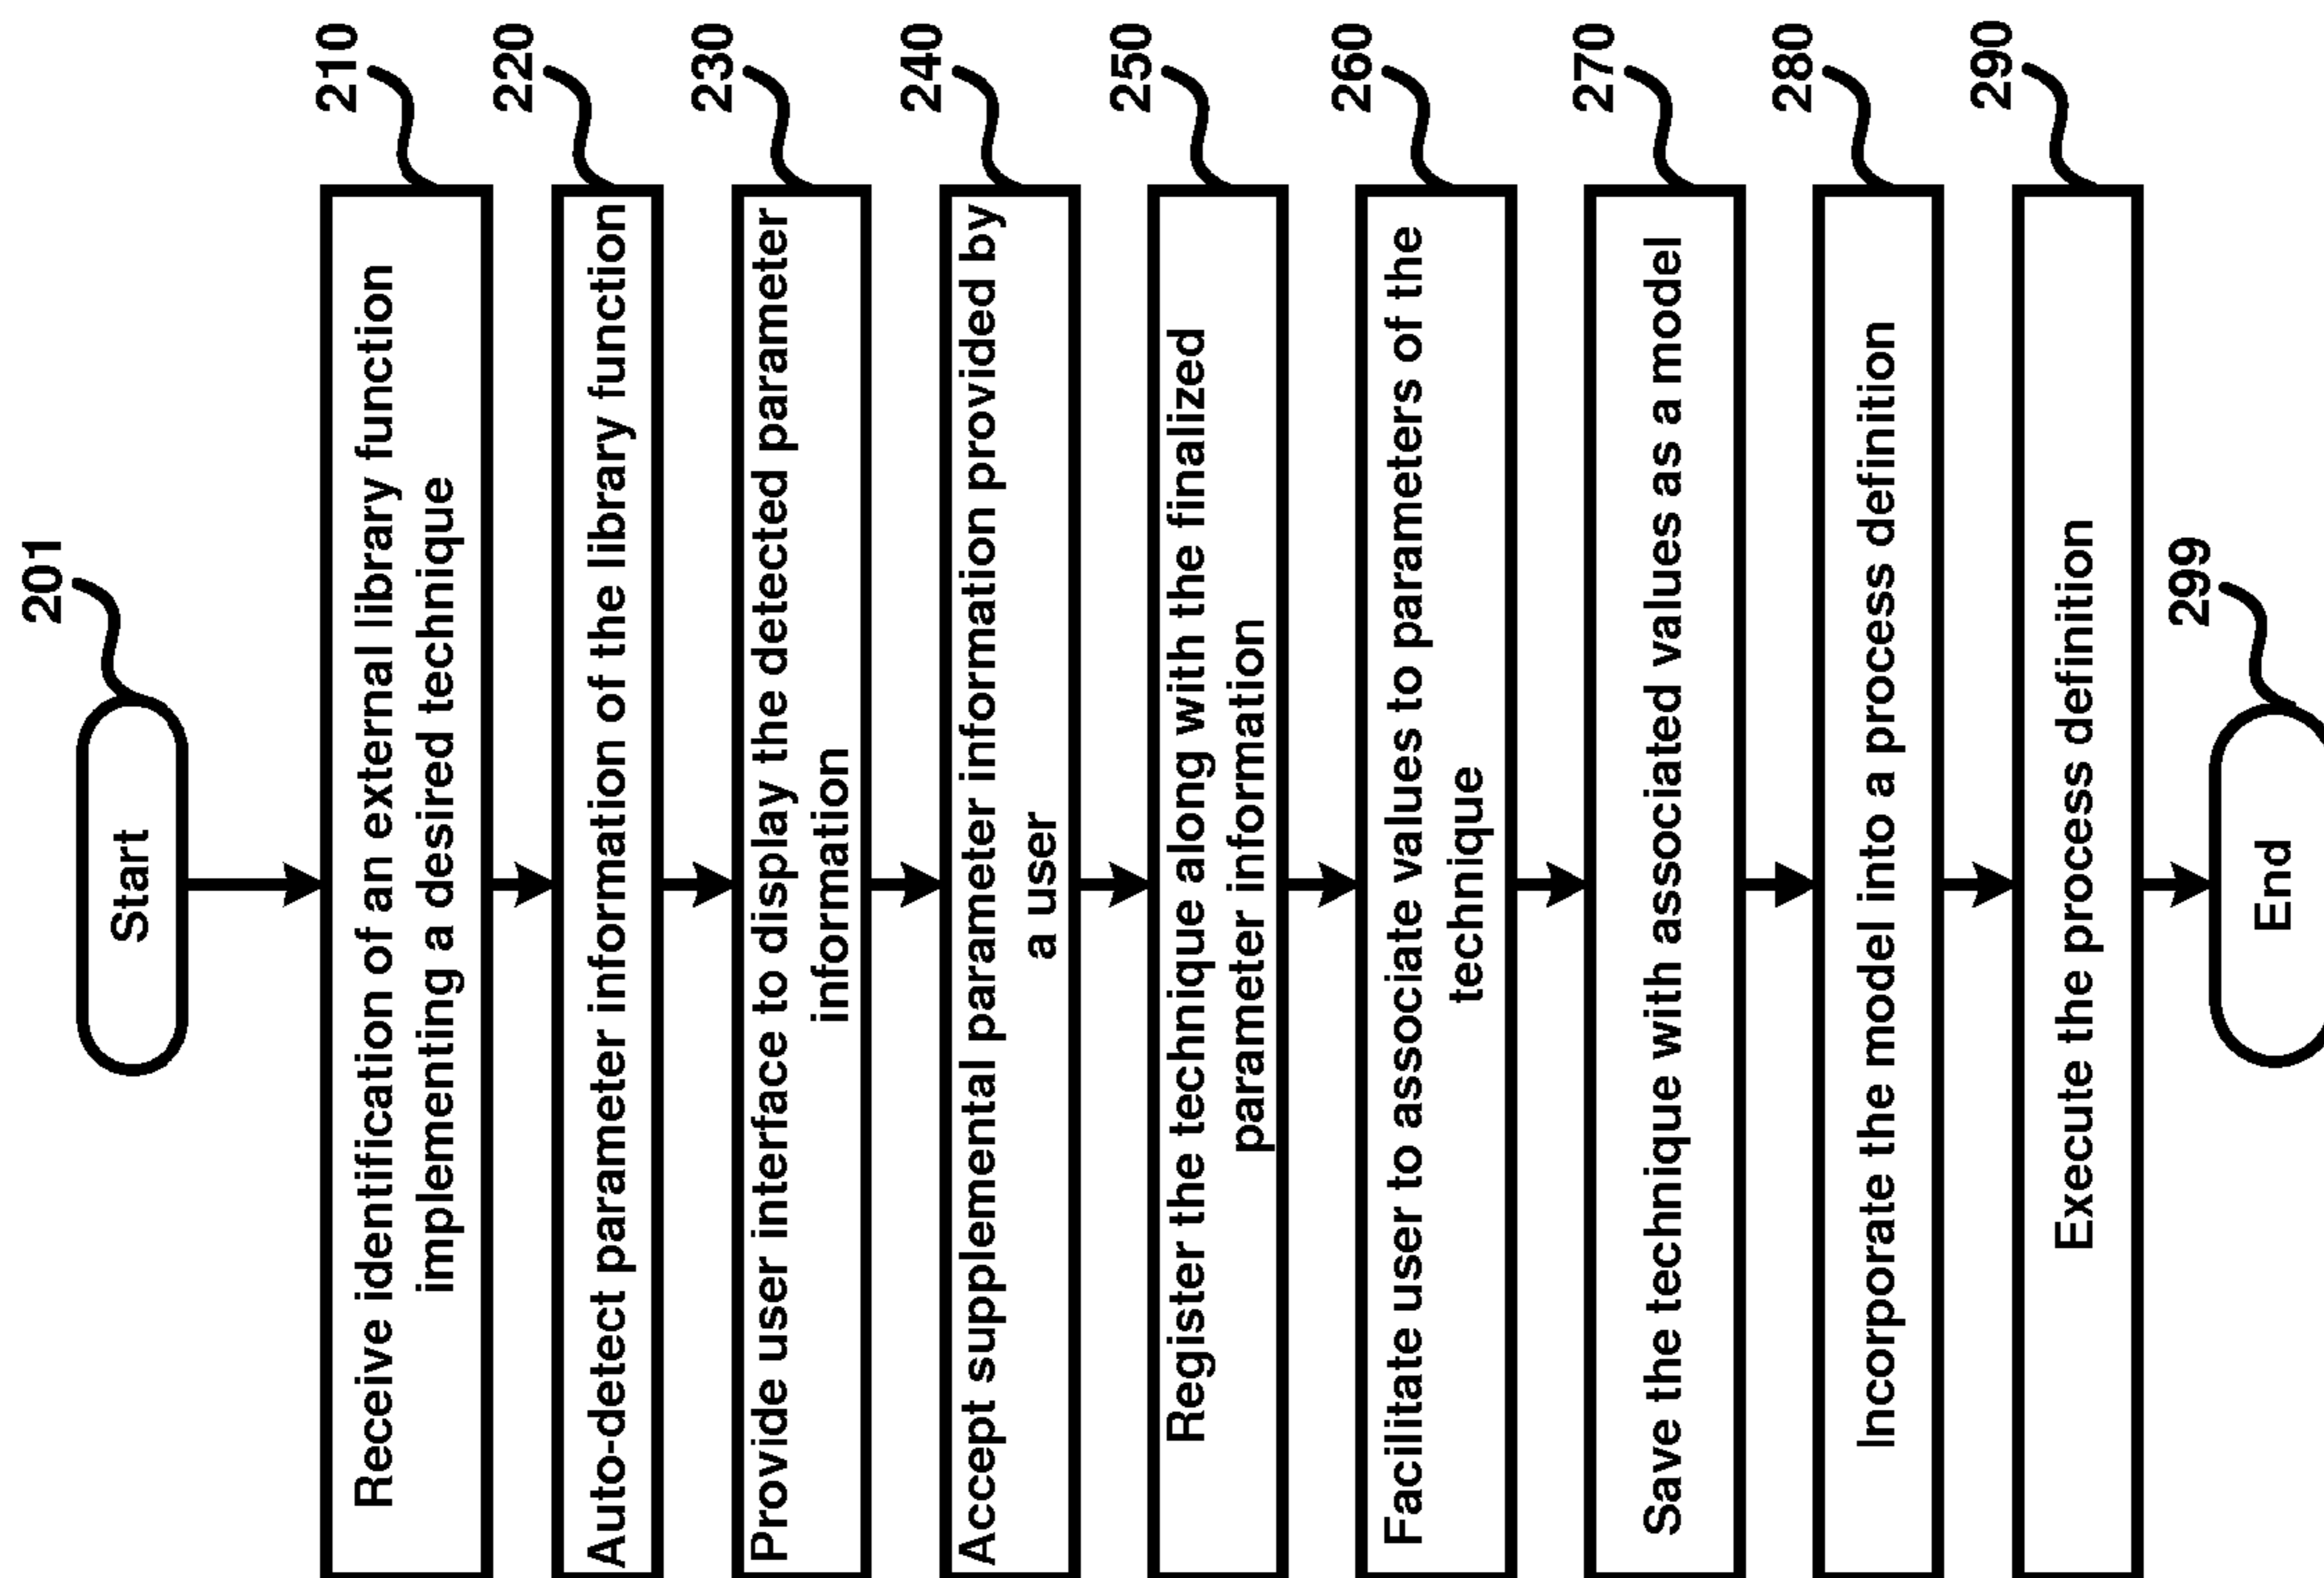 201
Start
210
Receive identification of an external library function
implementing a desired technique
220
Auto-detect parameter information of the library function
230
Provide user interface to display the detected parameter
information
240
Accept supplemental parameter information provided by
a user
250
Register the technique along with the finalized
parameter information
260
Facilitate user to associate values to parameters of the
technique
270
Save the technique with associated values as a model
280
Incorporate the model into a process definition
290
Execute the process definition
299
End